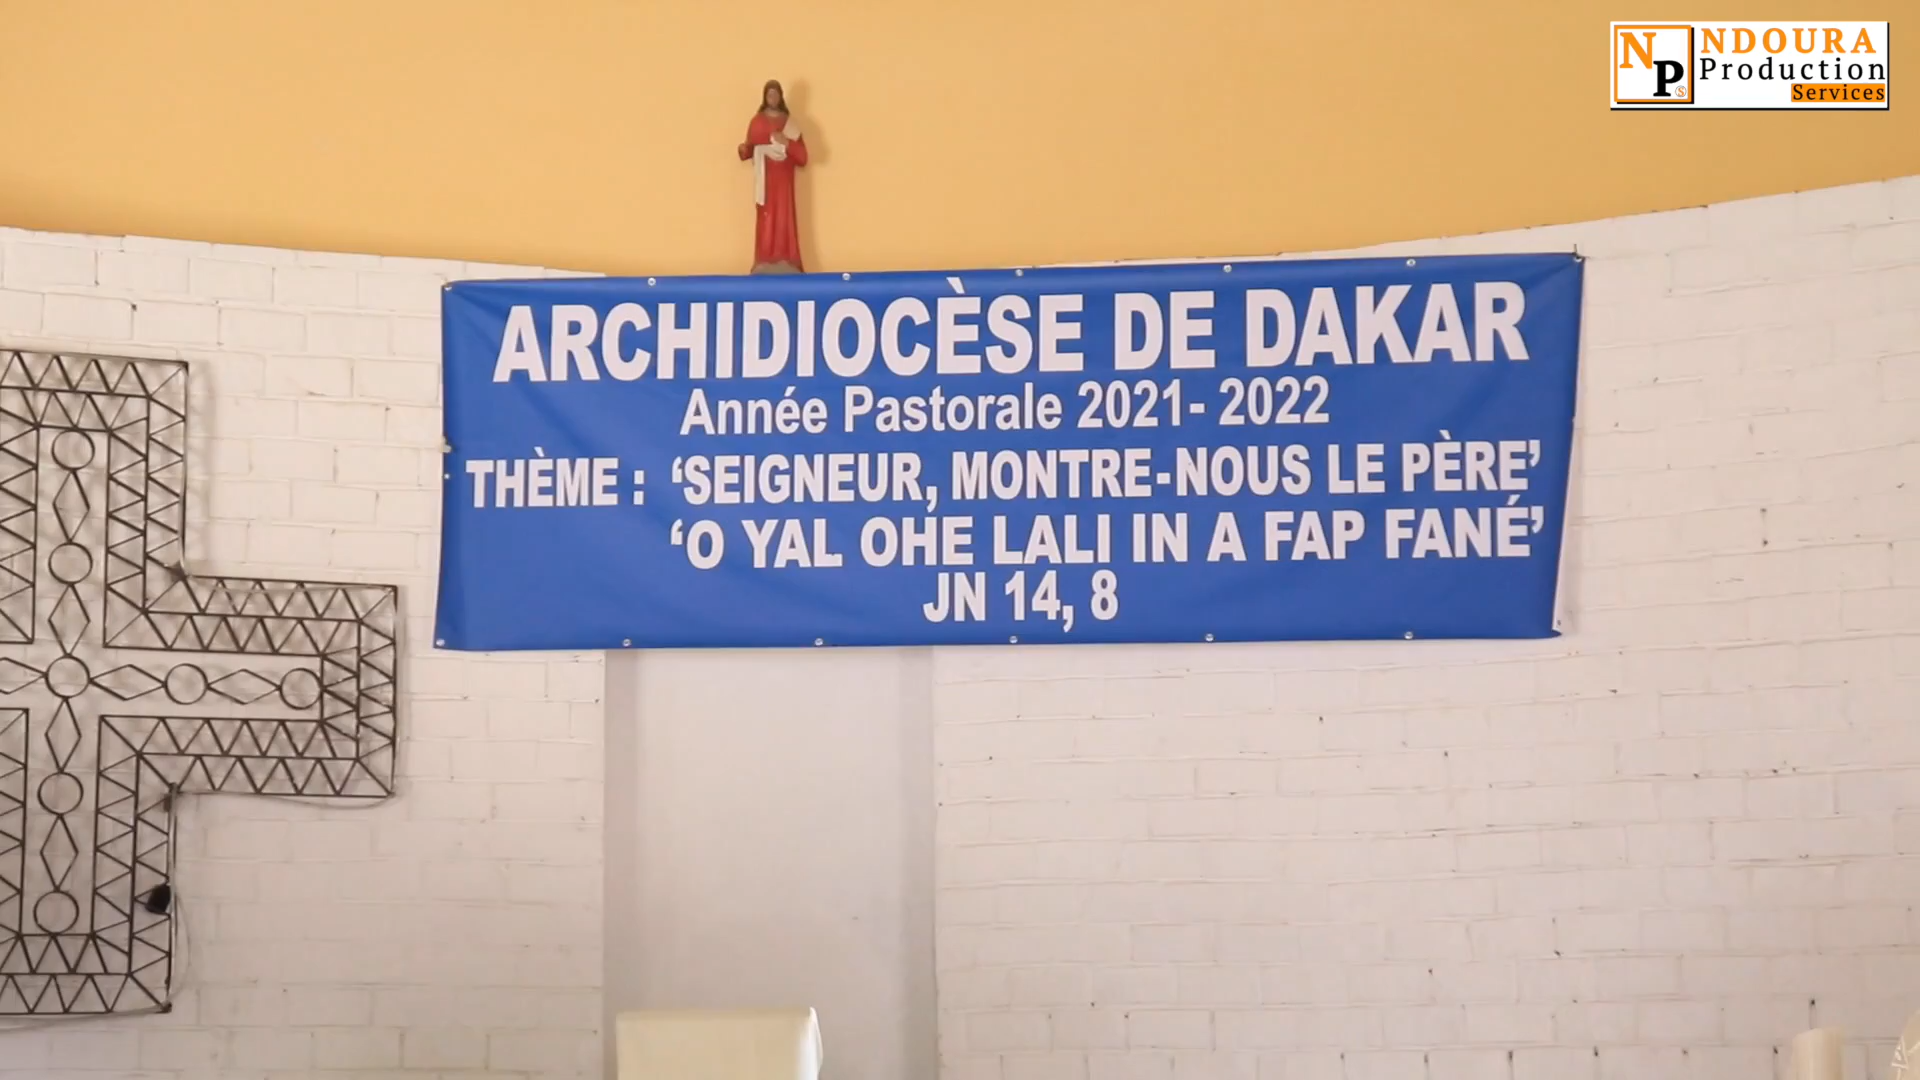 NP NDOURA
Production
Services
ARCHIDIOCÈSE DE DAKAR
Année Pastorale 2021- 2022
THÈME : ‘SEIGNEUR, MONTRE-NOUS LE PÈRE’
‘O YAL OHE LALI IN A FAP FANÉ’
JN 14, 8